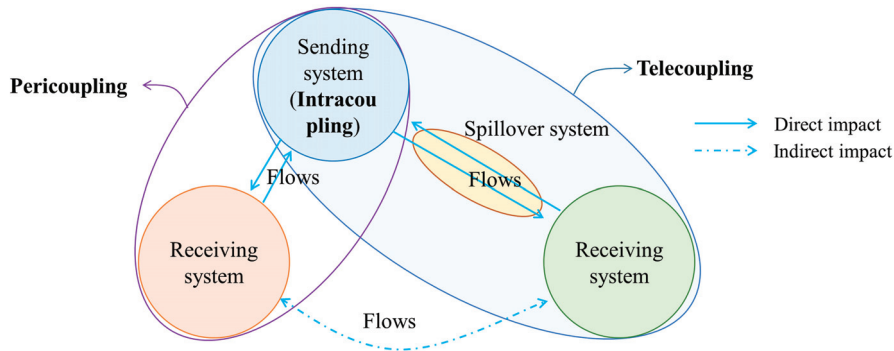 Sending
system
(Intracou
pling)
Pericoupling
Telecoupling
Spillover system
Direct impact
Indirect impact
Flows
Flows
Receiving
system
Receiving
system
Flows